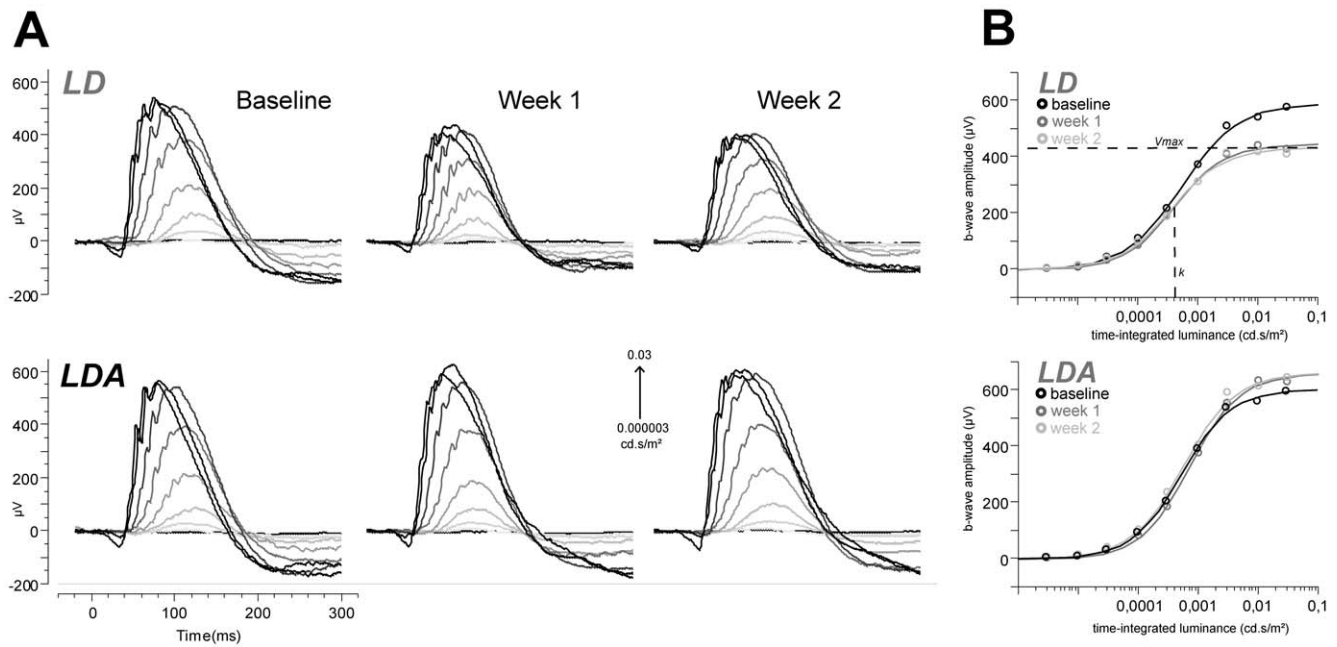 A
LD
Baseline
Week 1
Week 2
600
400
200
0
-200
µV
LDA
0.03
0.000003
cd.s/m²
600
400
200
0
-200
µV
0
100
200
300
Time(ms)
B
LD
baseline
week 1
week 2
Vmax
k
600
400
200
0
b-wave amplitude (µV)
0,0001
0,001
0,01
0,1
time-integrated luminance (cd.s/m²)
LDA
baseline
week 1
week 2
600
400
200
0
b-wave amplitude (µV)
0,0001
0,001
0,01
0,1
time-integrated luminance (cd.s/m²)